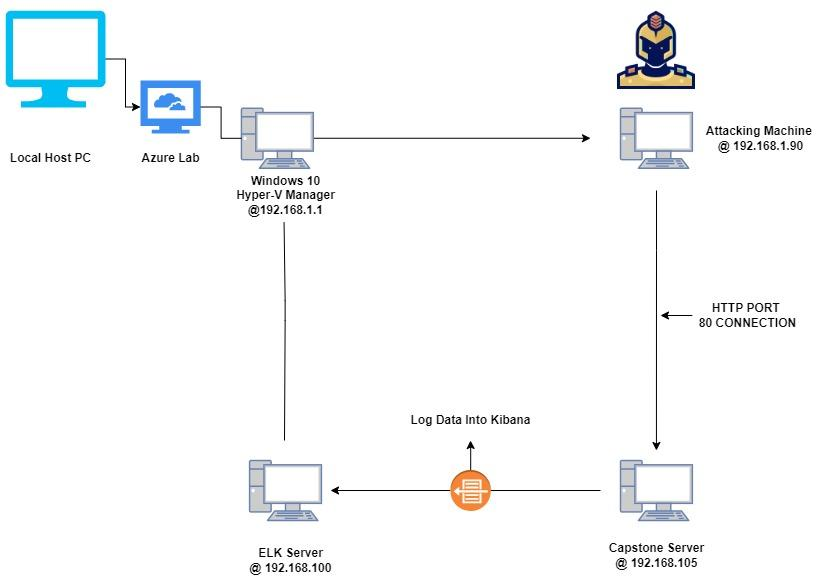 Local Host PC
Azure Lab
Windows 10
Hyper-V Manager
@192.168.1.1
Attacking Machine
@ 192.168.1.90
HTTP PORT
80 CONNECTION
Log Data Into Kibana
ELK Server
@ 192.168.100
Capstone Server
@ 192.168.105